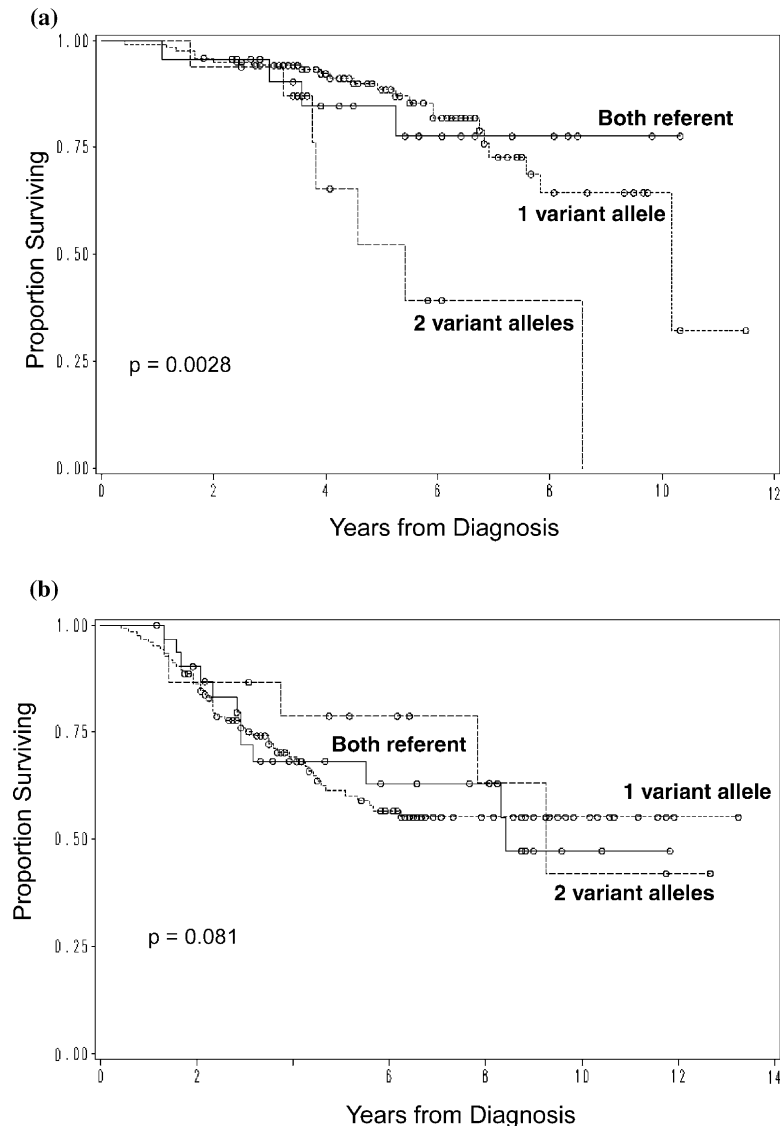 (a)
1.00
0.75
0.50
0.25
0.00
Proportion Surviving
Both referent
1 variant allele
2 variant alleles
p = 0.0028
0 2 4 6 8 10 12
Years from Diagnosis
(b)
1.00
0.75
0.50
0.25
0.00
Proportion Surviving
Both referent
1 variant allele
2 variant alleles
p = 0.081
0 2 6 8 10 12 14
Years from Diagnosis